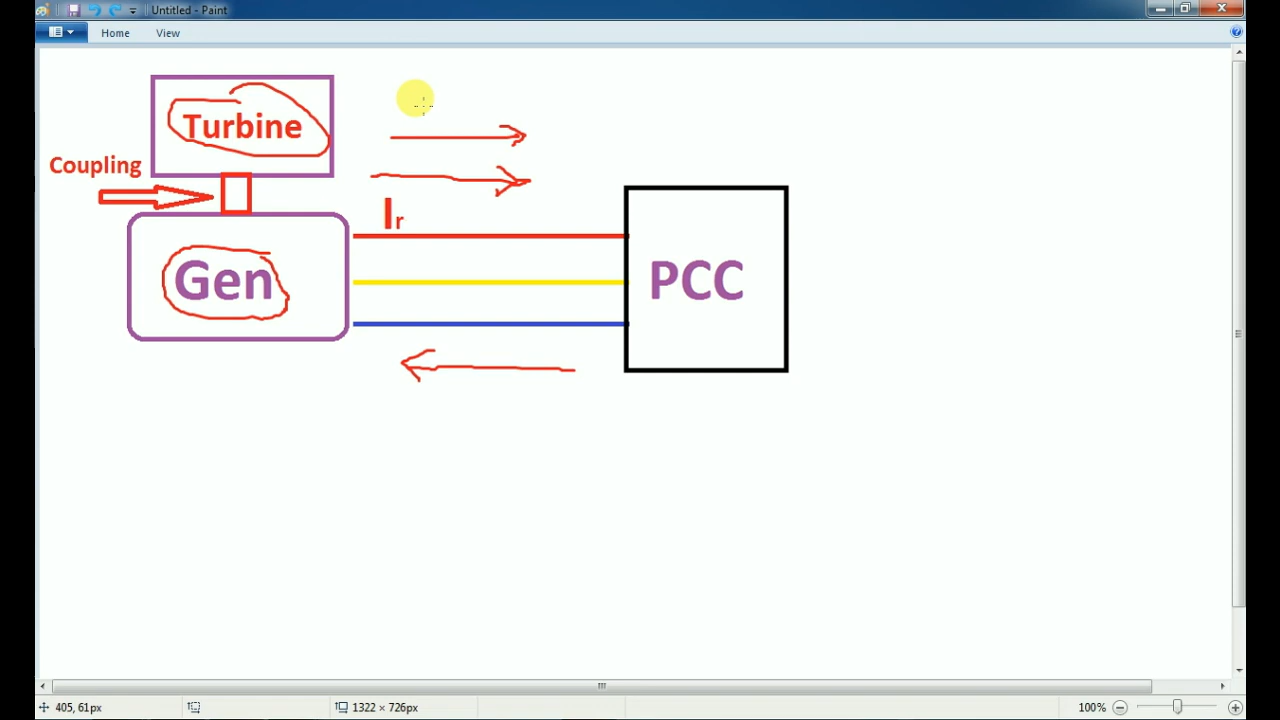 Untitled - Paint
Home View
Turbine
Coupling
Ir
Gen
PCC
405, 61px
1322 × 726px
100%